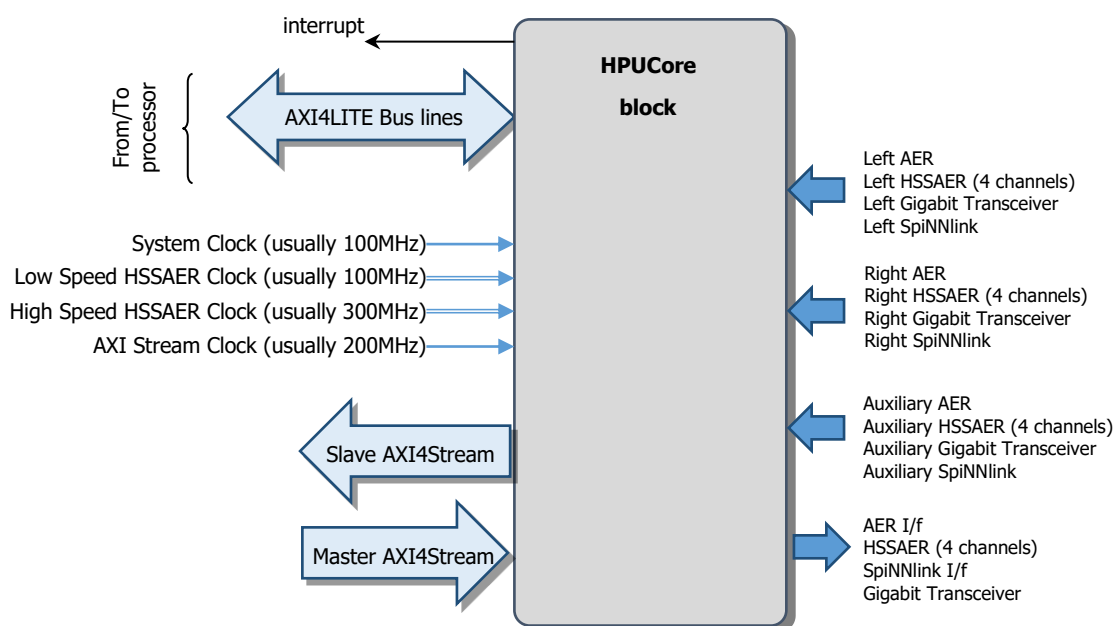 interrupt
HPUCore
block
From/To
processor
AXI4LITE Bus lines
Left AER
Left HSSAER (4 channels)
Left Gigabit Transceiver
Left SpiNNlink
System Clock (usually 100MHz)
Low Speed HSSAER Clock (usually 100MHz)
High Speed HSSAER Clock (usually 300MHz)
AXI Stream Clock (usually 200MHz)
Right AER
Right HSSAER (4 channels)
Right Gigabit Transceiver
Right SpiNNlink
Slave AXI4Stream
Auxiliary AER
Auxiliary HSSAER (4 channels)
Auxiliary Gigabit Transceiver
Auxiliary SpiNNlink
Master AXI4Stream
AER I/f
HSSAER (4 channels)
SpiNNlink I/f
Gigabit Transceiver